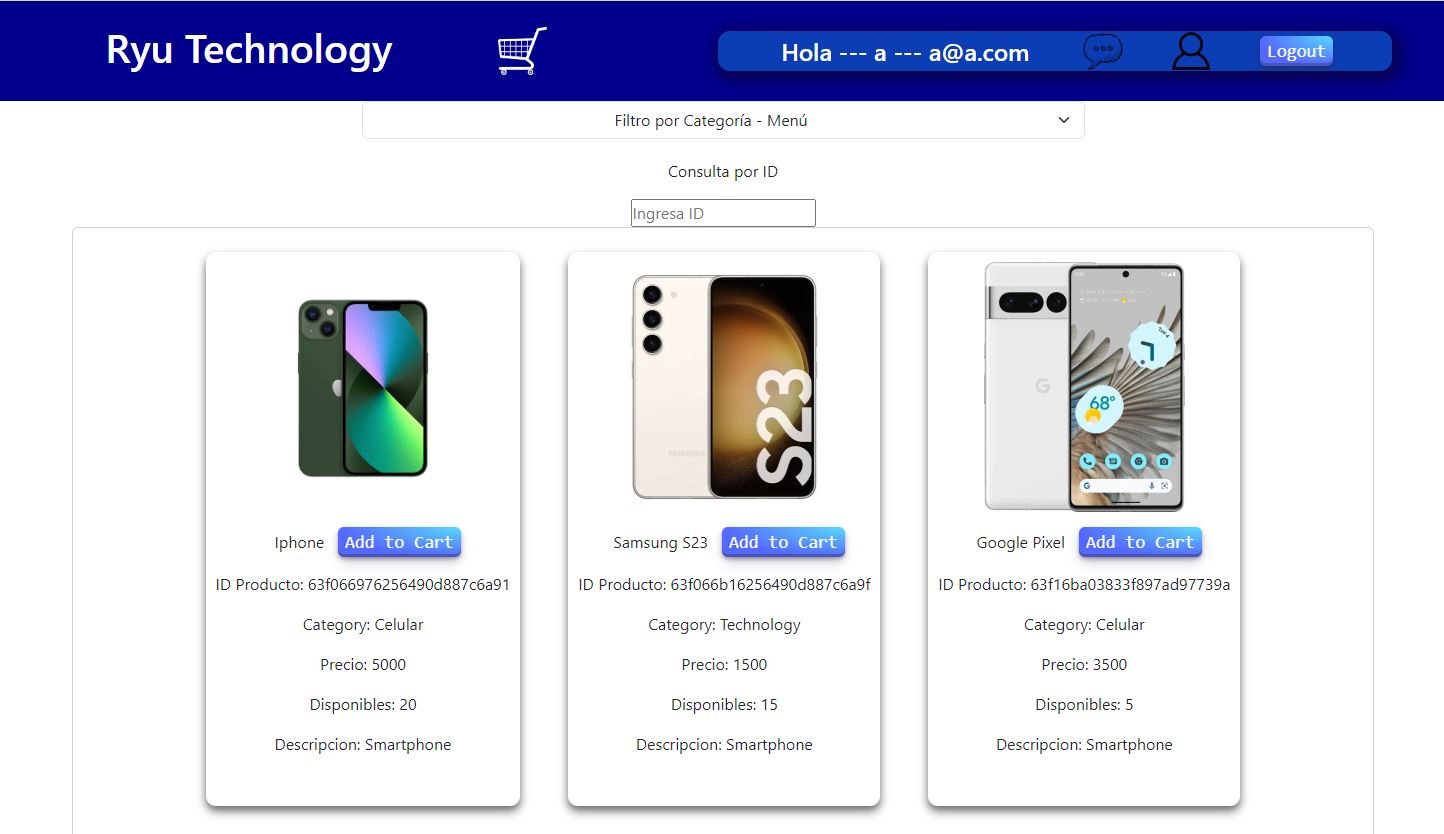 Ryu Technology
Hola --- a --- a@a.com
Logout
Filtro por Categoría - Menú
Consulta por ID
Ingresa ID
S23
SAMSUNG
G
68°
G
Iphone
Add to Cart
Samsung S23
Add to Cart
Google Pixel
Add to Cart
ID Producto: 63f066976256490d887c6a91
ID Producto: 63f066b16256490d887c6a9f
ID Producto: 63f16ba03833f897ad97739a
Category: Celular
Category: Technology
Category: Celular
Precio: 5000
Precio: 1500
Precio: 3500
Disponibles: 20
Disponibles: 15
Disponibles: 5
Descripcion: Smartphone
Descripcion: Smartphone
Descripcion: Smartphone